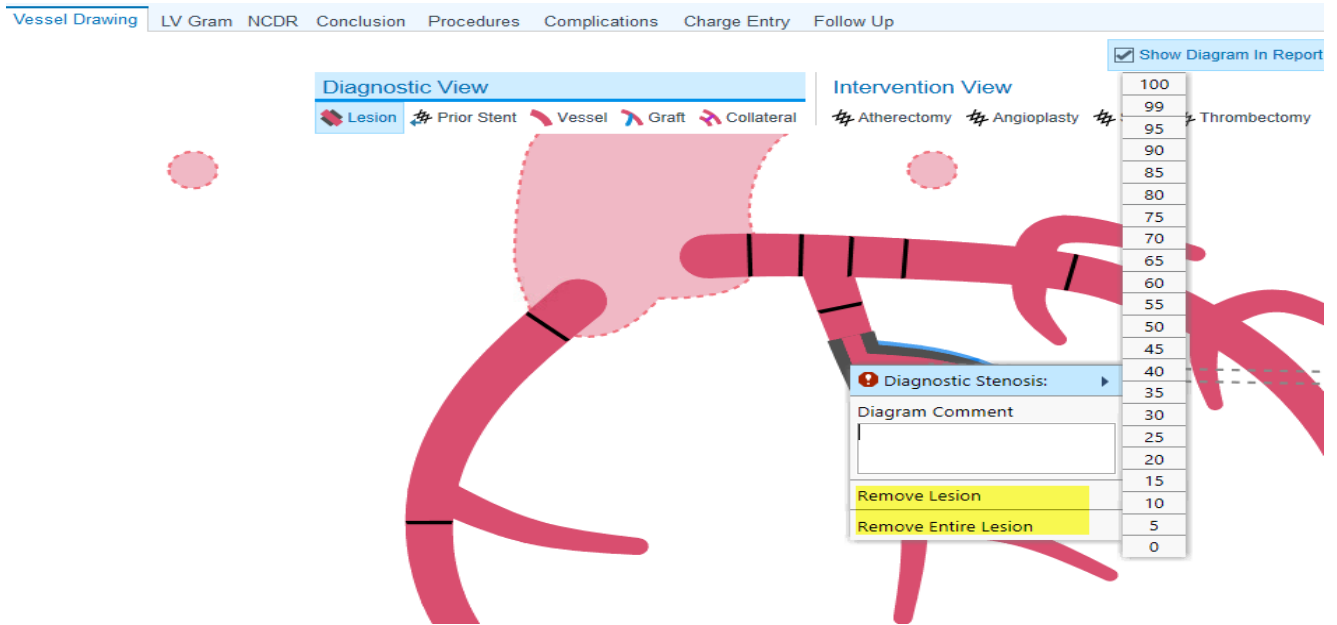 Vessel Drawing LV Gram NCDR Conclusion Procedures Complications Charge Entry Follow Up
Show Diagram In Report
Diagnostic View Intervention View
Lesion Prior Stent Vessel Graft Collateral Atherectomy Angioplasty Thrombectomy
100
99
95
90
85
80
75
70
65
60
55
50
45
40
35
30
25
20
15
10
5
0
Diagnostic Stenosis:
Diagram Comment
Remove Lesion
Remove Entire Lesion